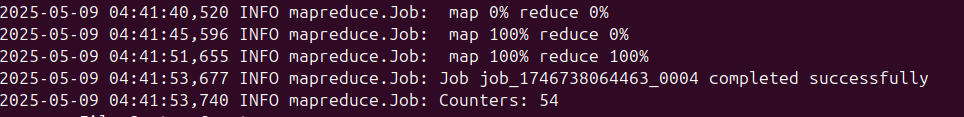 2025-05-09 04:41:40,520 INFO mapreduce.Job:  map 0% reduce 0%
2025-05-09 04:41:45,596 INFO mapreduce.Job:  map 100% reduce 0%
2025-05-09 04:41:51,655 INFO mapreduce.Job:  map 100% reduce 100%
2025-05-09 04:41:53,677 INFO mapreduce.Job: Job job_1746738064463_0004 completed successfully
2025-05-09 04:41:53,740 INFO mapreduce.Job: Counters: 54